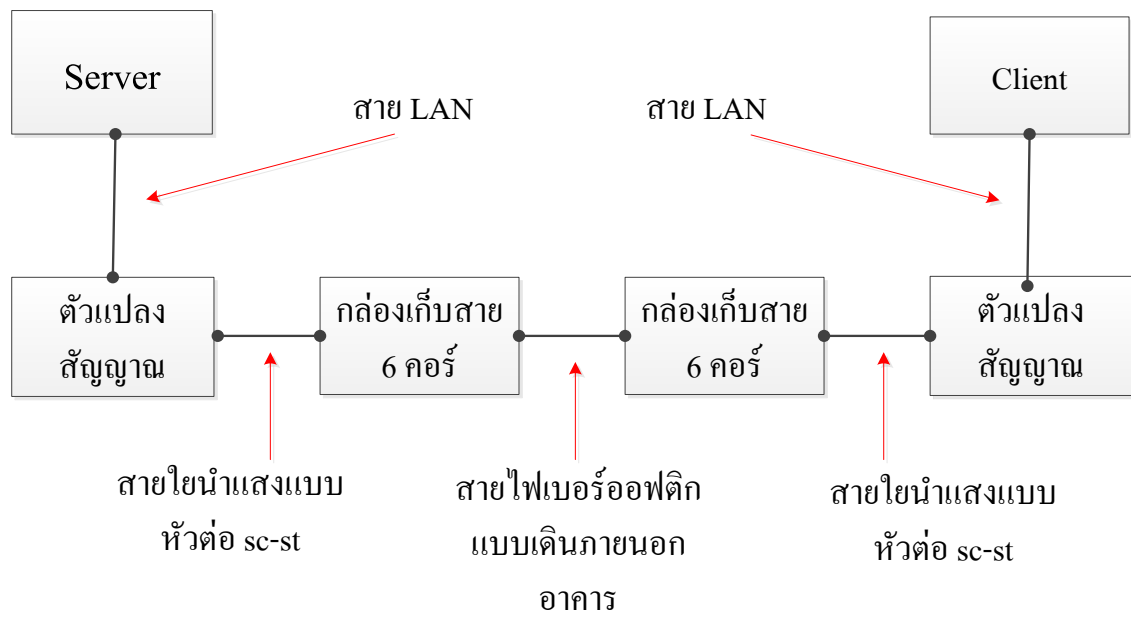 Server
Client
สาย LAN
สาย LAN
ตัวแปลง
สัญญาณ
กล่องเก็บสาย
6 คอร์
กล่องเก็บสาย
6 คอร์
ตัวแปลง
สัญญาณ
สายใยนำแสงแบบ
หัวต่อ sc-st
สายไฟเบอร์ออฟติก
แบบเดินภายนอก
อาคาร
สายใยนำแสงแบบ
หัวต่อ sc-st